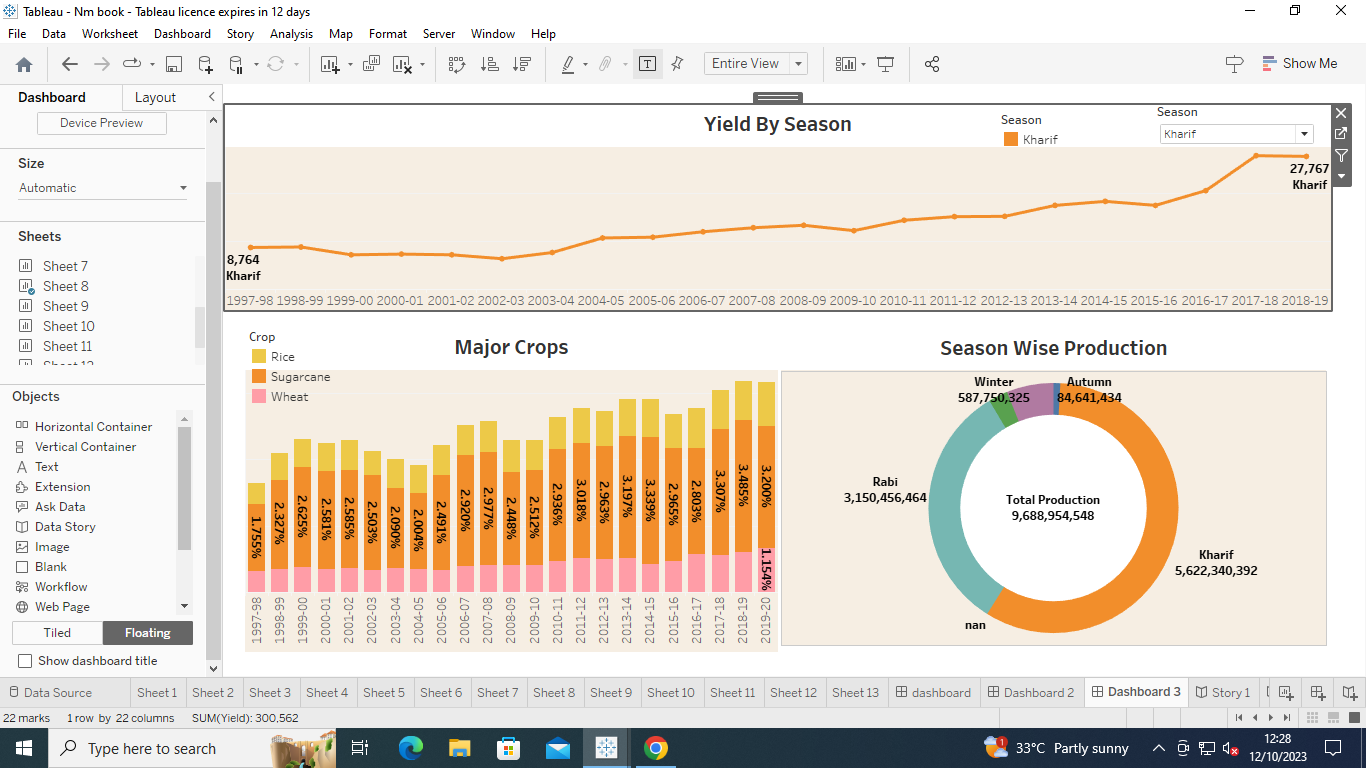 Tableau - Nm book - Tableau licence expires in 12 days
File Data Worksheet Dashboard Story Analysis Map Format Server Window Help
Entire View
Show Me
Dashboard Layout
Device Preview
Size
Automatic
Sheets
Sheet 7
Sheet 8
Sheet 9
Sheet 10
Sheet 11
Objects
Horizontal Container
Vertical Container
Text
Extension
Ask Data
Data Story
Image
Blank
Workflow
Web Page
Tiled Floating
Show dashboard title
Yield By Season
Season
Kharif
Season
Kharif
27,767
Kharif
8,764
Kharif
1997-98 1998-99 1999-00 2000-01 2001-02 2002-03 2003-04 2004-05 2005-06 2006-07 2007-08 2008-09 2009-10 2010-11 2011-12 2012-13 2013-14 2014-15 2015-16 2016-17 2017-18 2018-19
Crop
Rice
Sugarcane
Wheat
Major Crops
1.755% 2.327% 2.625% 2.581% 2.585% 2.503% 2.090% 2.004% 2.491% 2.920% 2.977% 2.448% 2.512% 2.936% 3.018% 2.963% 3.197% 3.339% 2.965% 2.803% 3.307% 3.485% 3.200%
1.154%
1997-98 1998-99 1999-00 2000-01 2001-02 2002-03 2003-04 2004-05 2005-06 2006-07 2007-08 2008-09 2009-10 2010-11 2011-12 2012-13 2013-14 2014-15 2015-16 2016-17 2017-18 2018-19 2019-20
Season Wise Production
Winter
587,750,325
Autumn
84,641,434
Rabi
3,150,456,464
Total Production
9,688,954,548
Kharif
5,622,340,392
nan
Data Source Sheet 1 Sheet 2 Sheet 3 Sheet 4 Sheet 5 Sheet 6 Sheet 7 Sheet 8 Sheet 9 Sheet 10 Sheet 11 Sheet 12 Sheet 13 dashboard Dashboard 2 Dashboard 3 Story 1
22 marks 1 row by 22 columns SUM(Yield): 300,562
Type here to search
33°C Partly sunny
12:28
12/10/2023